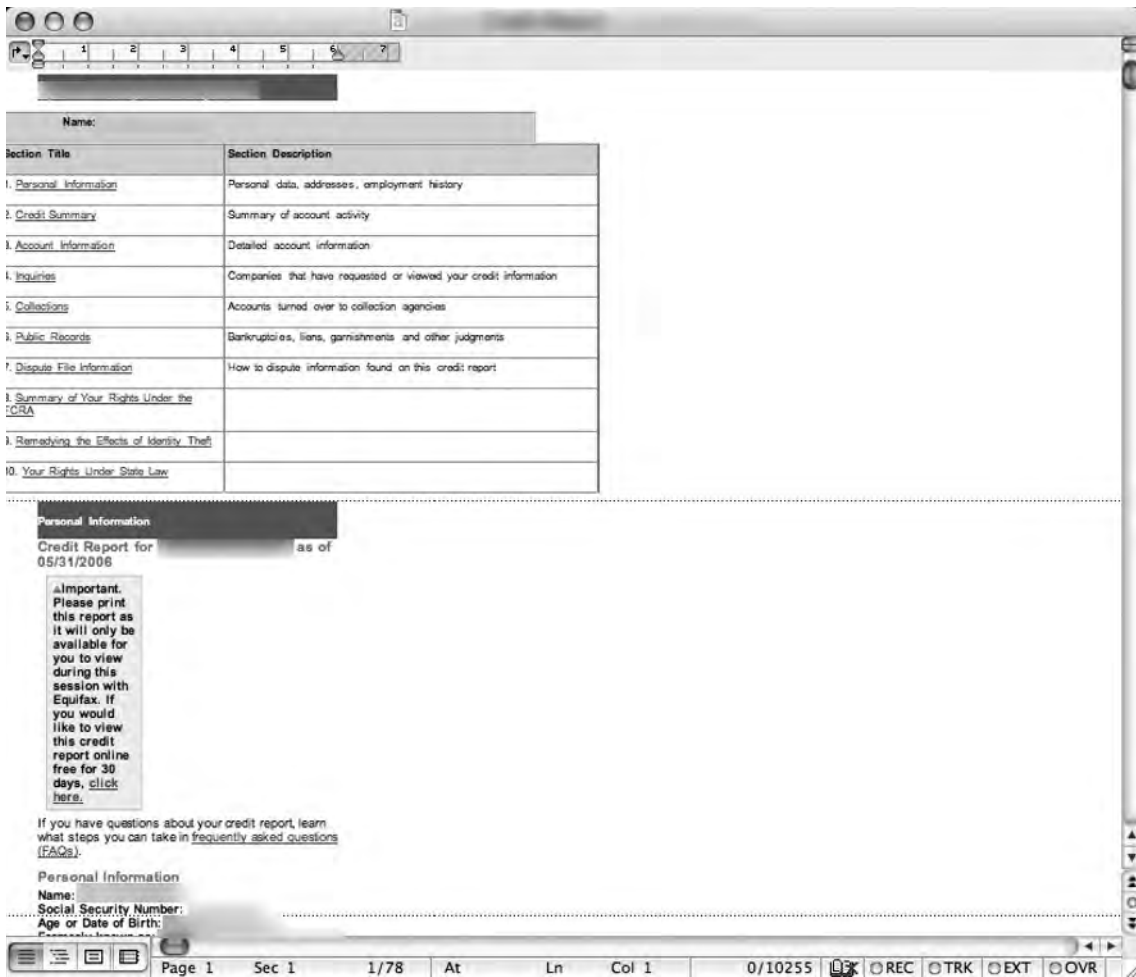 1 2 3 4 5 6 7
Name:
Section Title Section Description
1. Personal Information Personal data, addresses, employment history
2. Credit Summary Summary of account activity
3. Account Information Detailed account information
4. Inquiries Companies that have requested or viewed your credit information
5. Collections Accounts turned over to collection agencies
6. Public Records Bankruptcies, liens, garnishments and other judgments
7. Dispute File Information How to dispute information found on this credit report
8. Summary of Your Rights Under the
FCRA
9. Remedying the Effects of Identity Theft
10. Your Rights Under State Law
Personal Information
Credit Report for as of
05/31/2006
Important.
Please print
this report as
it will only be
available for
you to view
during this
session with
Equifax. If
you would
like to view
this credit
report online
free for 30
days, click
here.
If you have questions about your credit report, learn
what steps you can take in frequently asked questions
(FAQs).
Personal Information
Name:
Social Security Number:
Age or Date of Birth:
Page 1 Sec 1 1/78 At Ln Col 1 0/10255 REC TRK EXT OVR